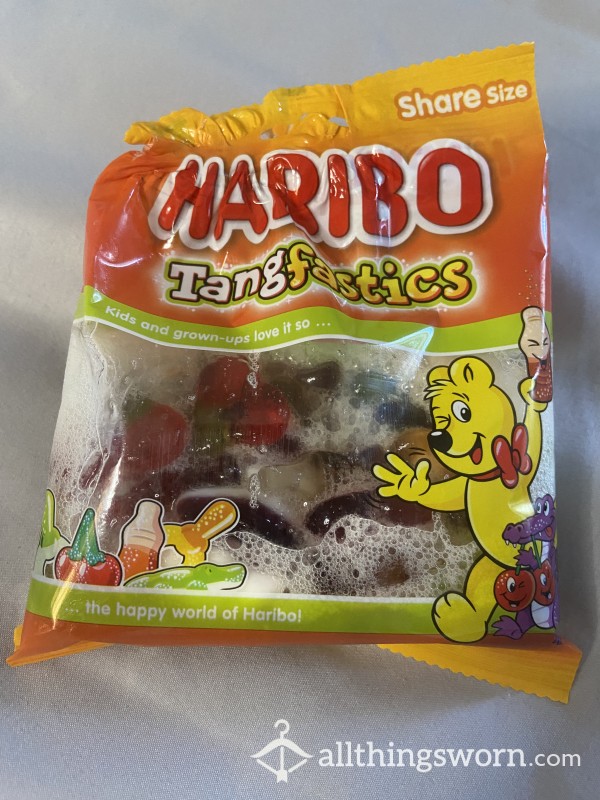 Share Size
HARIBO
Tangfastics
Kids and grown-ups love it so ...
... the happy world of Haribo!
allthingsworn.com